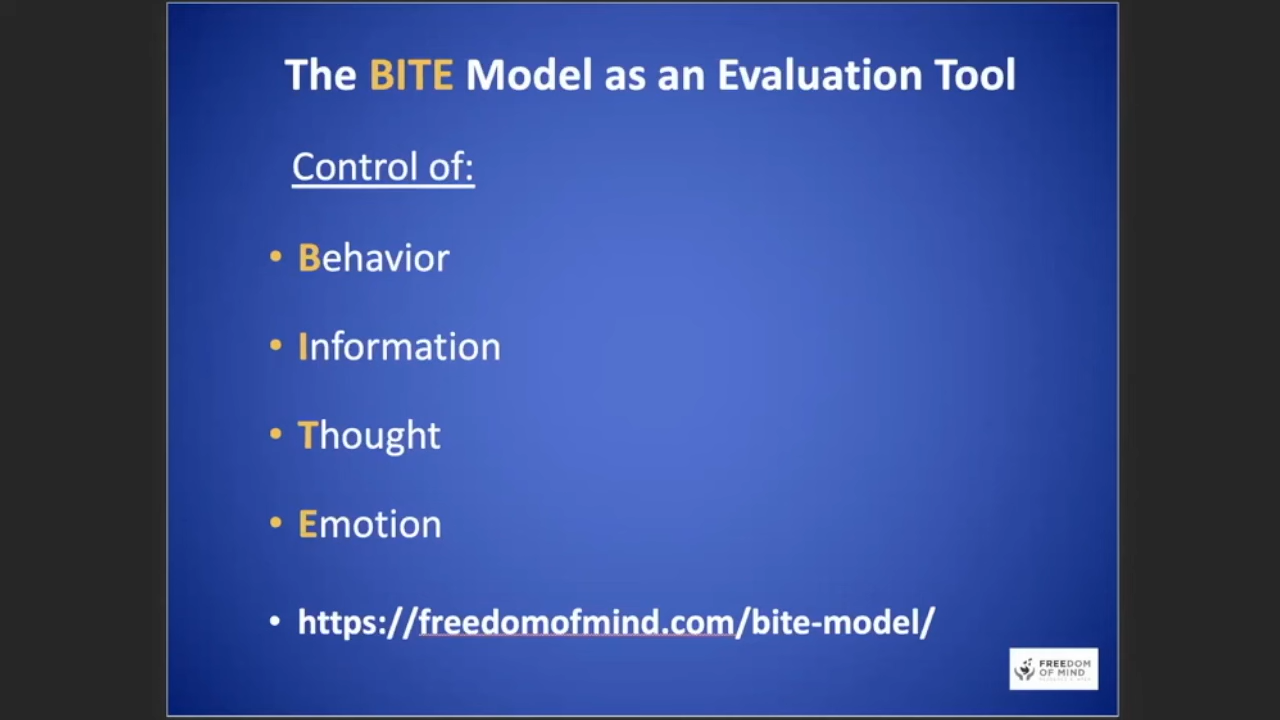 The BITE Model as an Evaluation Tool
Control of:
• Behavior
• Information
• Thought
• Emotion
• https://freedomofmind.com/bite-model/
FREEDOM
OF MIND